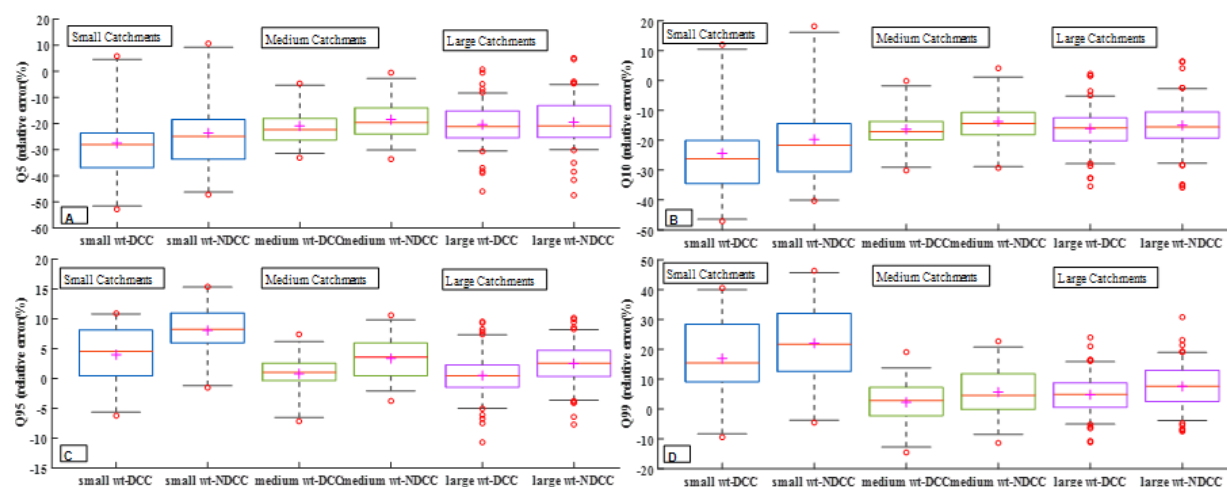 Small Catchments
Medium Catchments
Large Catchments
Q5 (relative error(%)
20
10
0
-10
-20
-30
-40
-50
-60
A
small wt-DCC small wt-NDCC medium wt-DCC medium wt-NDCC large wt-DCC large wt-NDCC
Small Catchments
Medium Catchments
Large Catchments
Q10 (relative error(%)
20
10
0
-10
-20
-30
-40
-50
B
small wt-DCC small wt-NDCC medium wt-DCC medium wt-NDCC large wt-DCC large wt-NDCC
Small Catchments
Medium Catchments
Large Catchments
Q95 (relative error(%)
20
15
10
5
0
-5
-10
-15
C
small wt-DCC small wt-NDCC medium wt-DCC medium wt-NDCC large wt-DCC large wt-NDCC
Small Catchments
Medium Catchments
Large Catchments
Q99 (relative error(%)
50
40
30
20
10
0
-10
-20
D
small wt-DCC small wt-NDCC medium wt-DCC medium wt-NDCC large wt-DCC large wt-NDCC